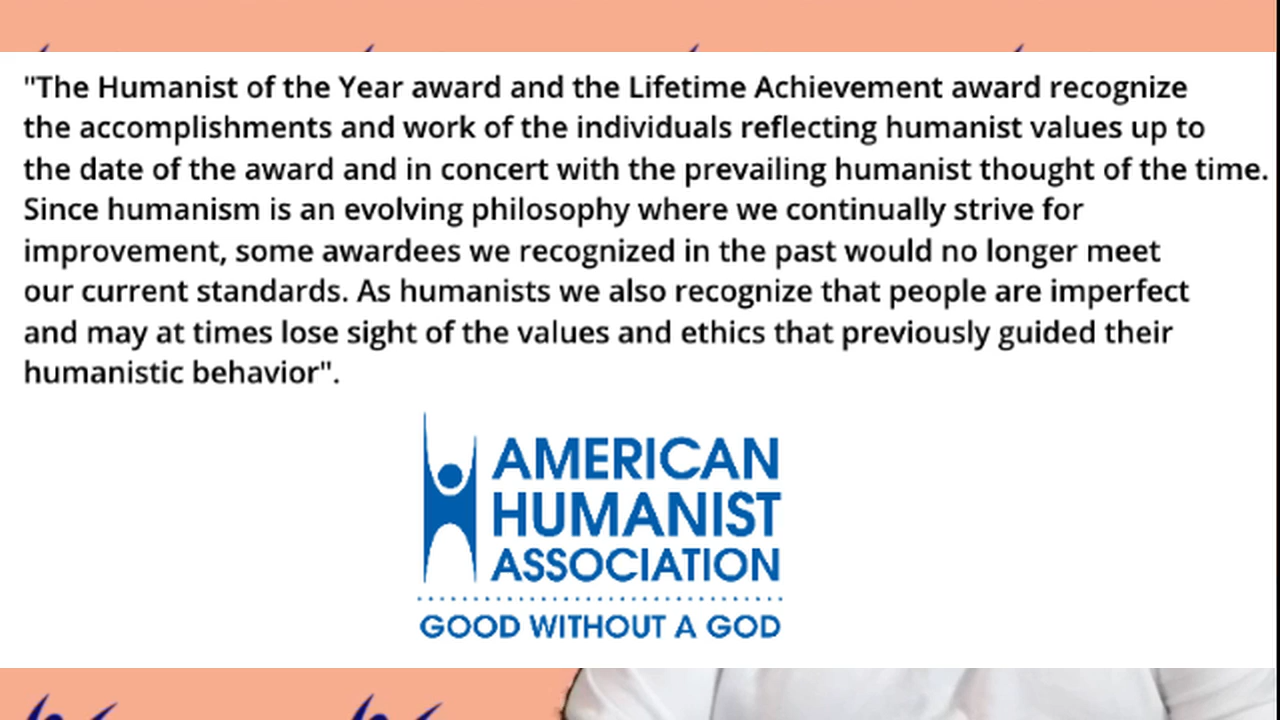 "The Humanist of the Year award and the Lifetime Achievement award recognize
the accomplishments and work of the individuals reflecting humanist values up to
the date of the award and in concert with the prevailing humanist thought of the time.
Since humanism is an evolving philosophy where we continually strive for
improvement, some awardees we recognized in the past would no longer meet
our current standards. As humanists we also recognize that people are imperfect
and may at times lose sight of the values and ethics that previously guided their
humanistic behavior".
AMERICAN
HUMANIST
ASSOCIATION
GOOD WITHOUT A GOD